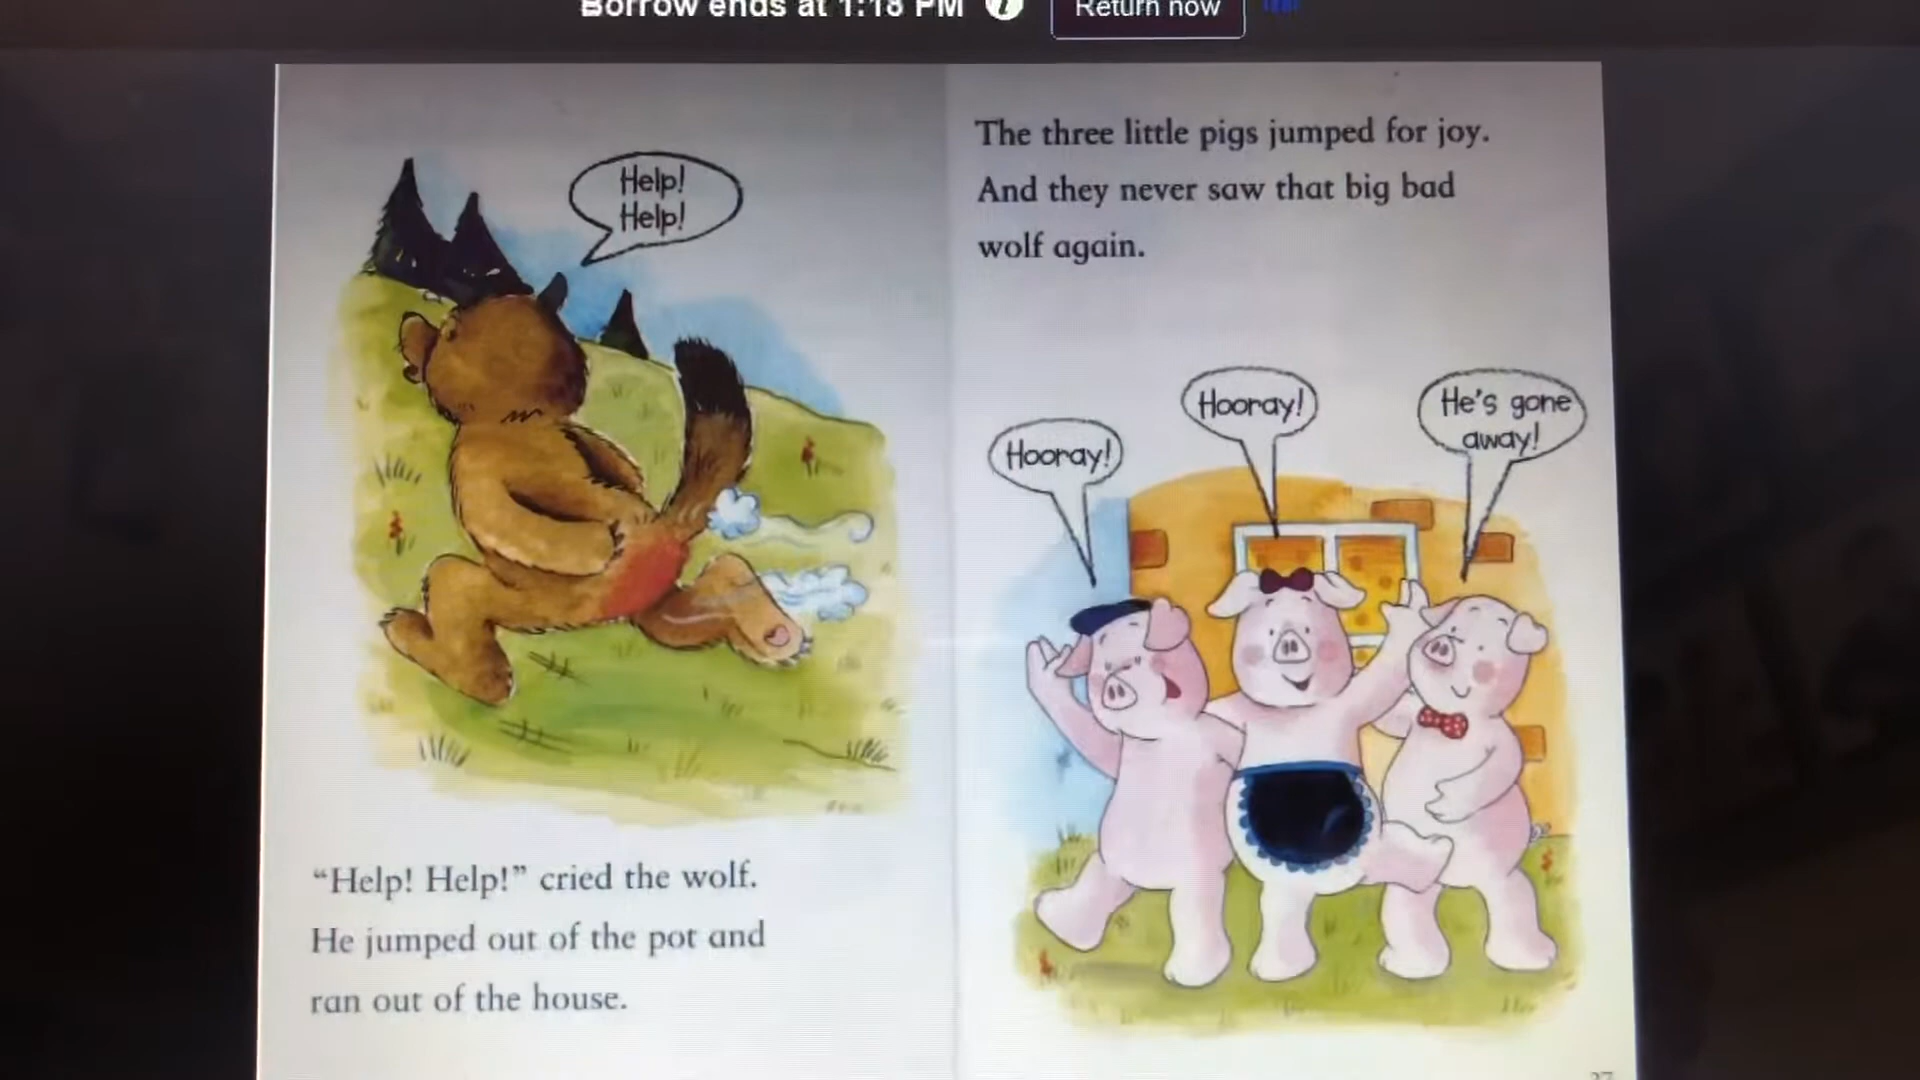 Borrow ends at 1:18 PM
Return now
Help!
Help!
"Help! Help!" cried the wolf.
He jumped out of the pot and
ran out of the house.
The three little pigs jumped for joy.
And they never saw that big bad
wolf again.
Hooray!
Hooray!
He's gone
away!